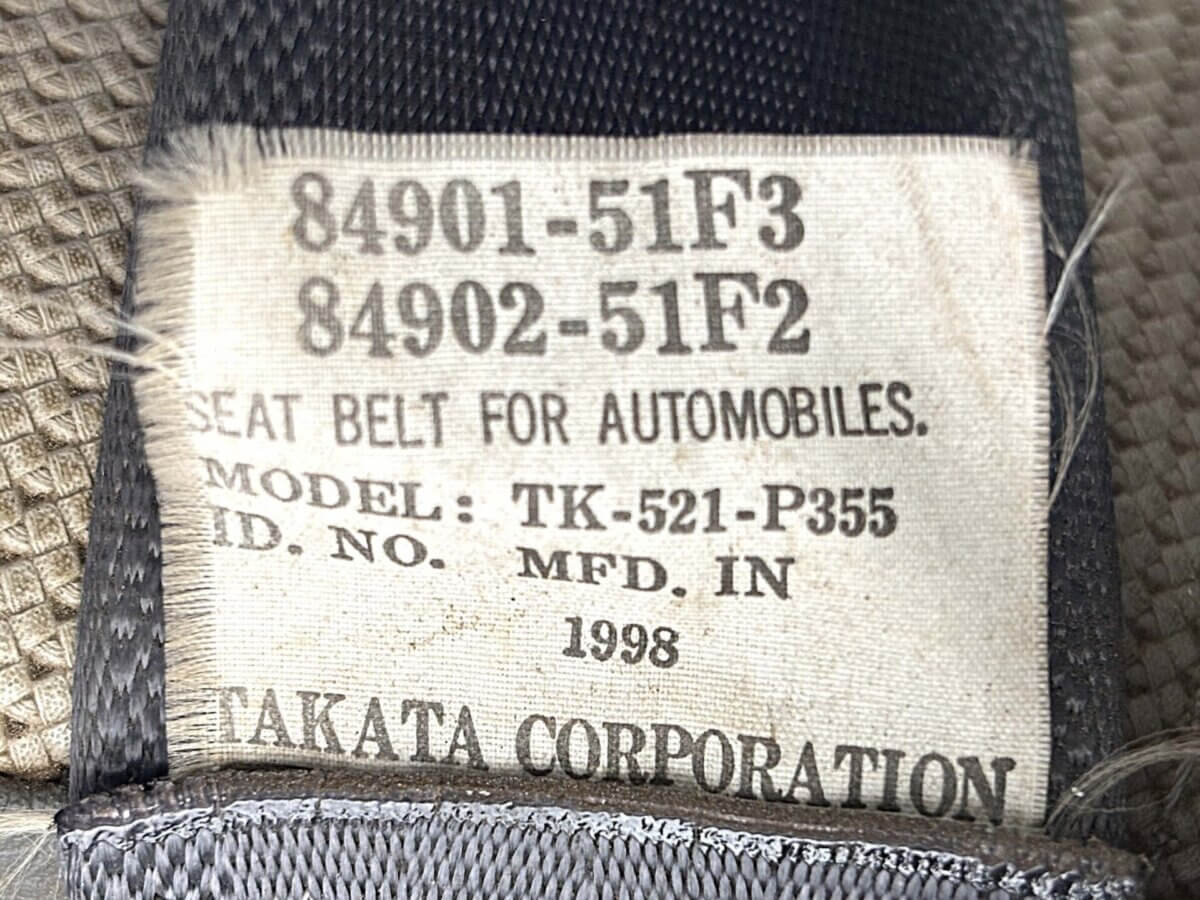 84901-51F3
84902-51F2
SEAT BELT FOR AUTOMOBILES.
MODEL: TK-521-P355
ID. NO. MFD. IN
1998
TAKATA CORPORATION